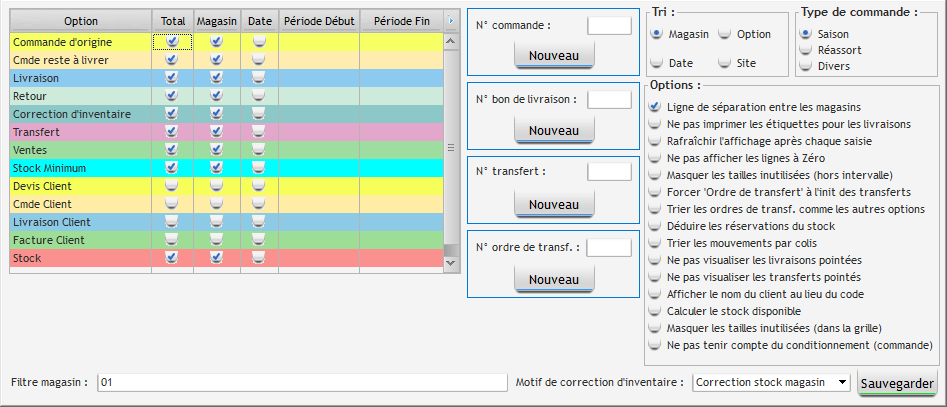 Option Total Magasin Date Période Début Période Fin
Commande d'origine
Cmde reste à livrer
Livraison
Retour
Correction d'inventaire
Transfert
Ventes
Stock Minimum
Devis Client
Cmde Client
Livraison Client
Facture Client
Stock
N° commande :
Nouveau
N° bon de livraison :
Nouveau
N° transfert :
Nouveau
N° ordre de transf. :
Nouveau
Tri :
Magasin Option
Date Site
Type de commande :
Saison
Réassort
Divers
Options :
Ligne de séparation entre les magasins
Ne pas imprimer les étiquettes pour les livraisons
Rafraîchir l'affichage après chaque saisie
Ne pas afficher les lignes à Zéro
Masquer les tailles inutilisées (hors intervalle)
Forcer 'Ordre de transfert' à l'init des transferts
Trier les ordres de transf. comme les autres options
Déduire les réservations du stock
Trier les mouvements par colis
Ne pas visualiser les livraisons pointées
Ne pas visualiser les transferts pointés
Afficher le nom du client au lieu du code
Calculer le stock disponible
Masquer les tailles inutilisées (dans la grille)
Ne pas tenir compte du conditionnement (commande)
Filtre magasin : 01
Motif de correction d'inventaire : Correction stock magasin
Sauvegarder